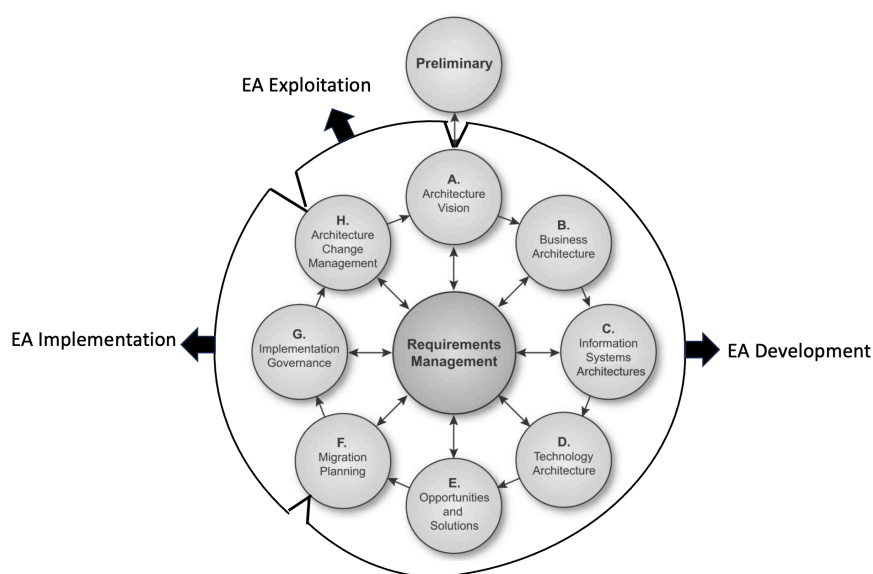 Preliminary
EA Exploitation
A.
Architecture
Vision
H.
Architecture
Change
Management
B.
Business
Architecture
EA Implementation
G.
Implementation
Governance
Requirements
Management
C.
Information
Systems
Architectures
EA Development
F.
Migration
Planning
D.
Technology
Architecture
E.
Opportunities
and
Solutions